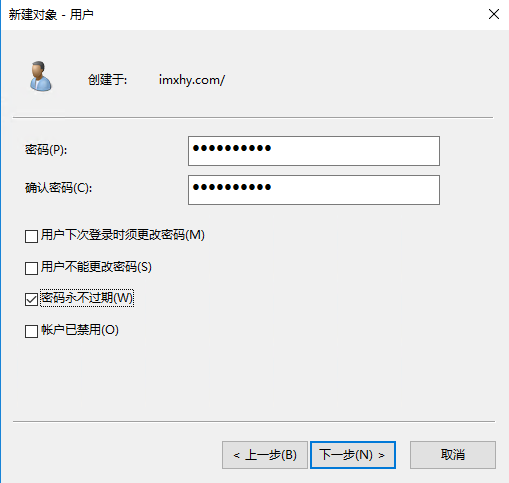 新建对象 - 用户
创建于: imxhy.com/
密码(P): ●●●●●●●●●●
确认密码(C): ●●●●●●●●●●
用户下次登录时须更改密码(M)
用户不能更改密码(S)
密码永不过期(W)
帐户已禁用(O)
< 上一步(B) 下一步(N) > 取消